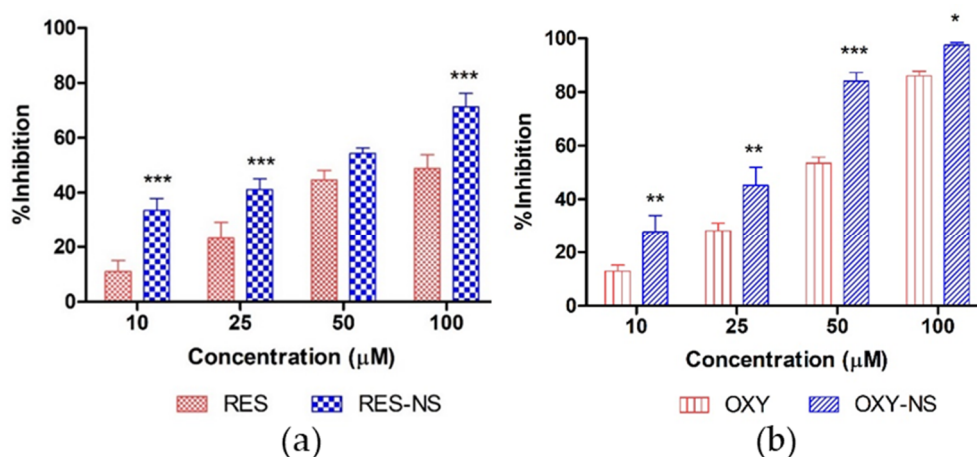 100
80
60
40
20
0
%Inhibition
***
***
***
10 25 50 100
Concentration (µM)
RES RES-NS
(a)
100
80
60
40
20
0
%Inhibition
**
**
***
*
10 25 50 100
Concentration (µM)
OXY OXY-NS
(b)